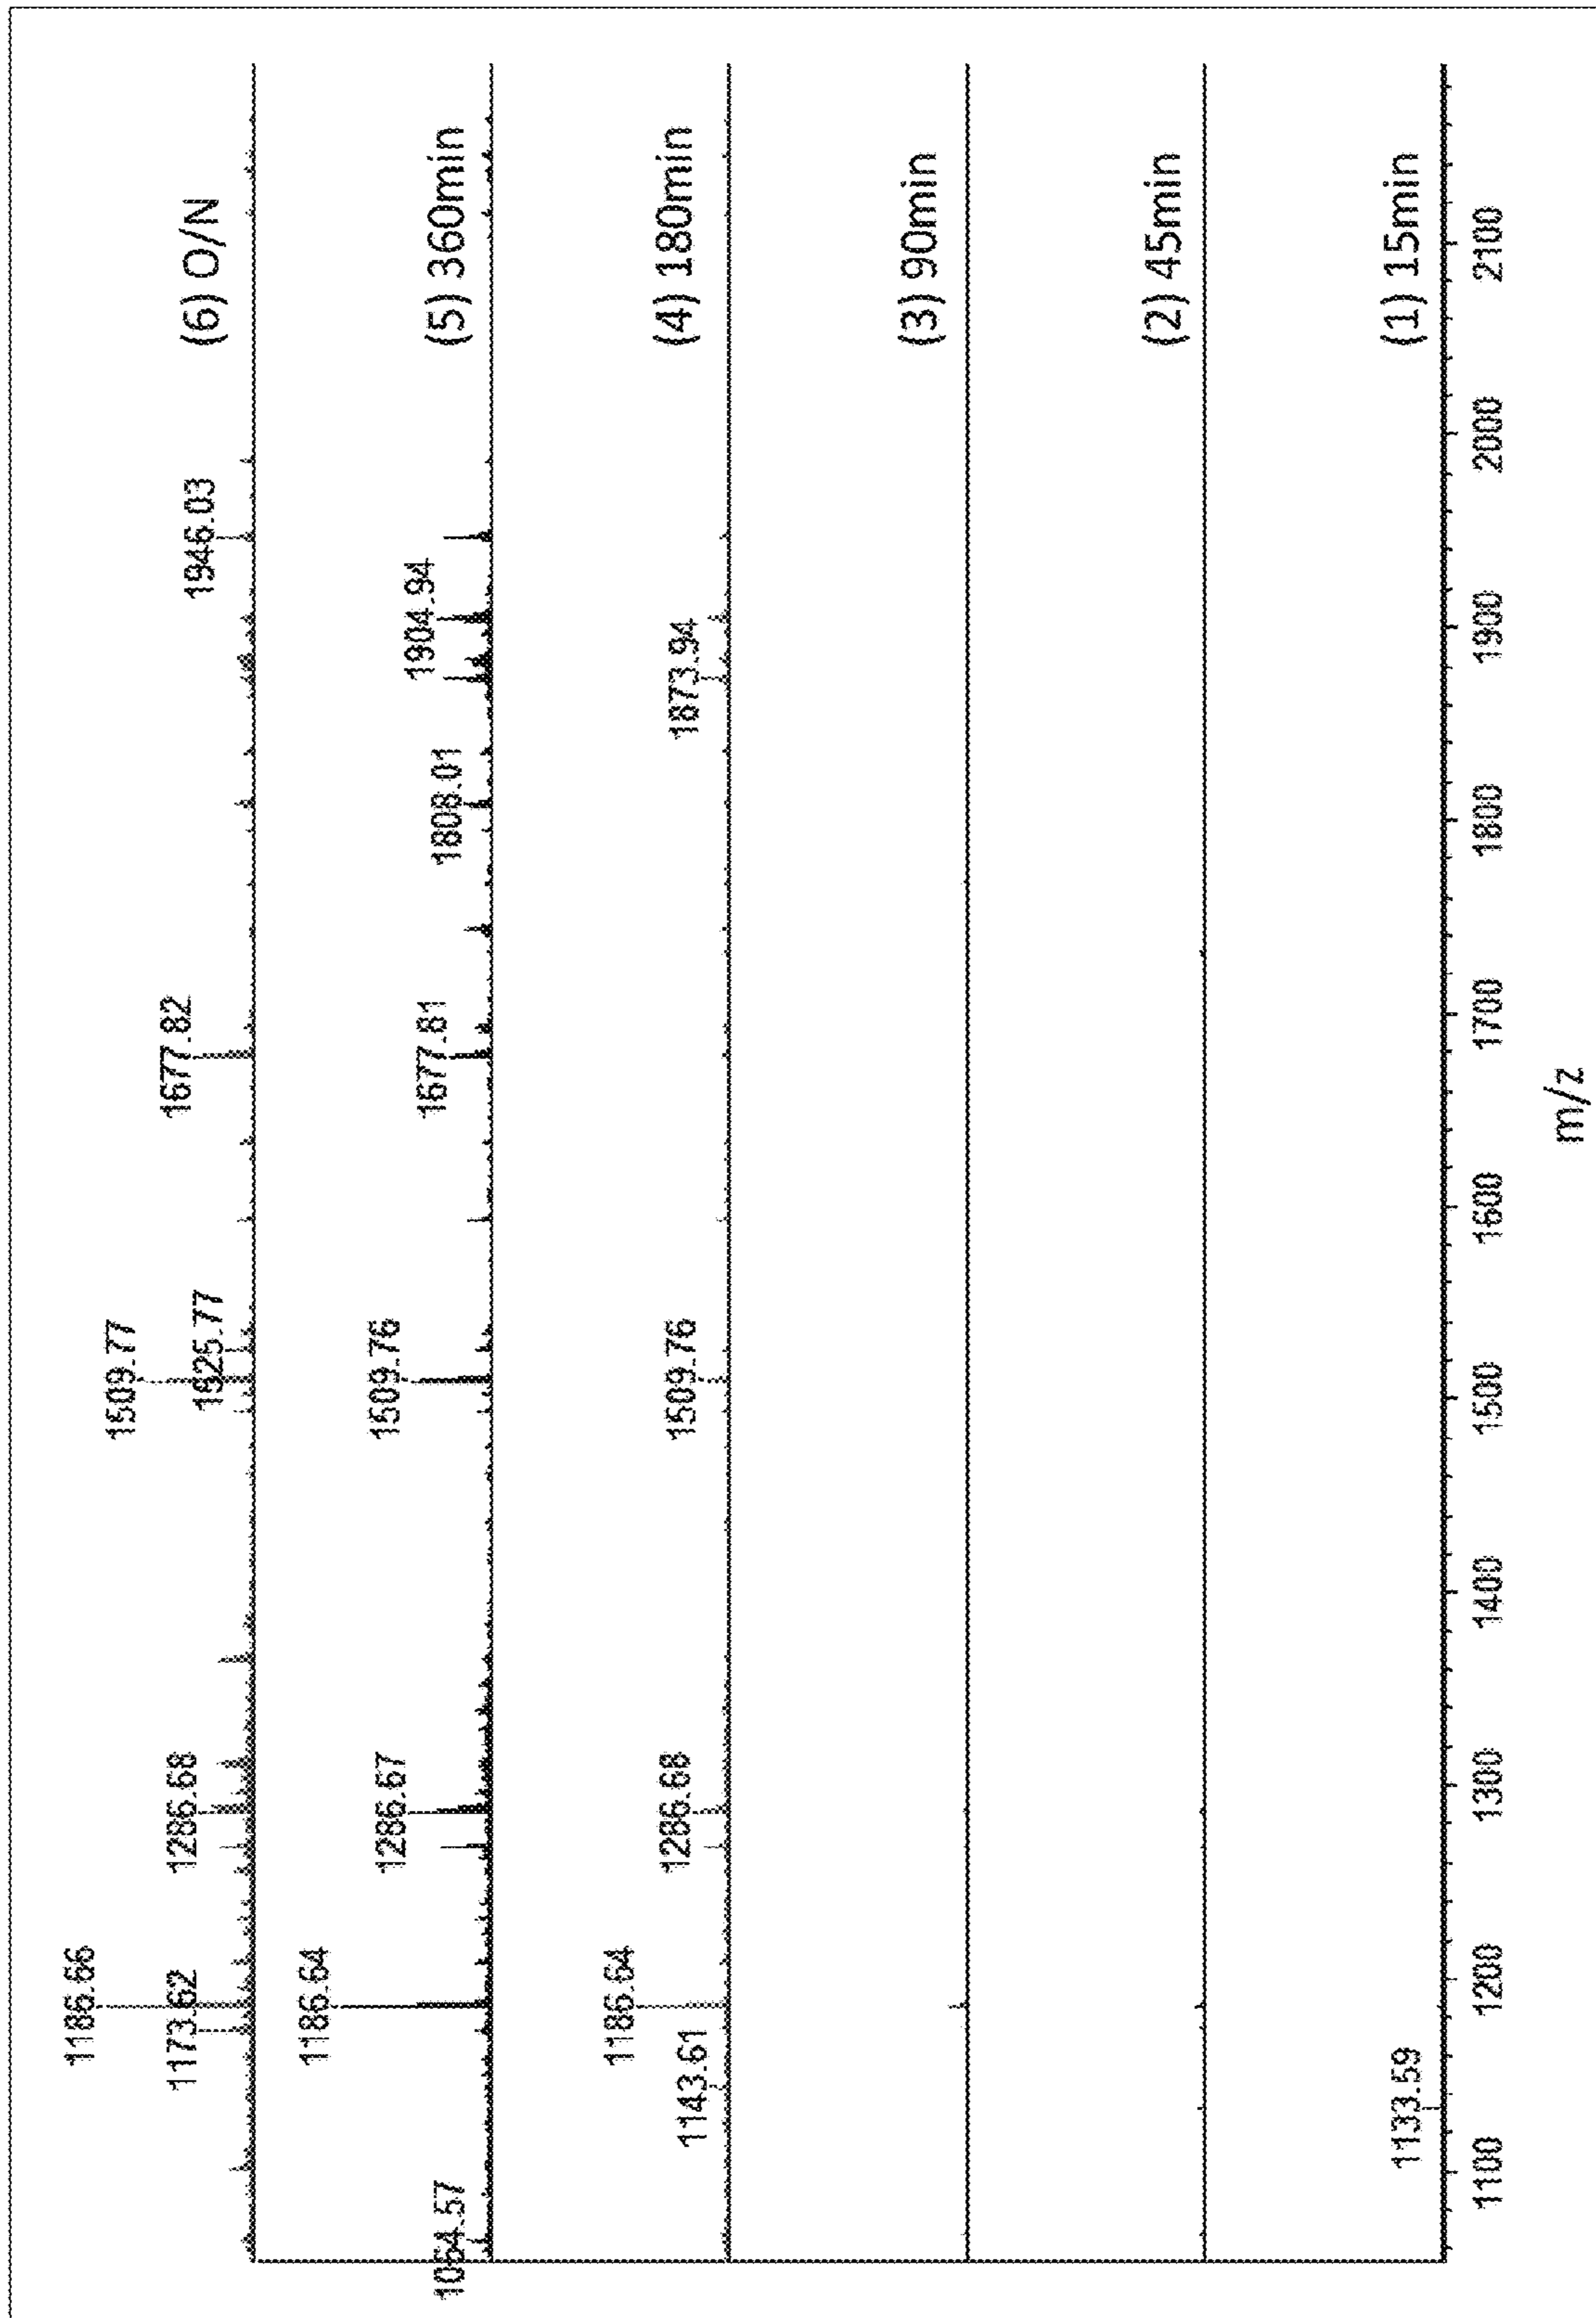 (6) O/N
1186.66
1173.62
1286.68
1509.77
1525.77
1677.82
1946.03
(5) 360min
1064.57
1186.64
1286.67
1509.76
1677.81
1808.01
1904.94
(4) 180min
1143.61
1186.64
1286.68
1509.76
1873.94
(3) 90min
(2) 45min
(1) 15min
1133.59
1100 1200 1300 1400 1500 1600 1700 1800 1900 2000 2100
m/z